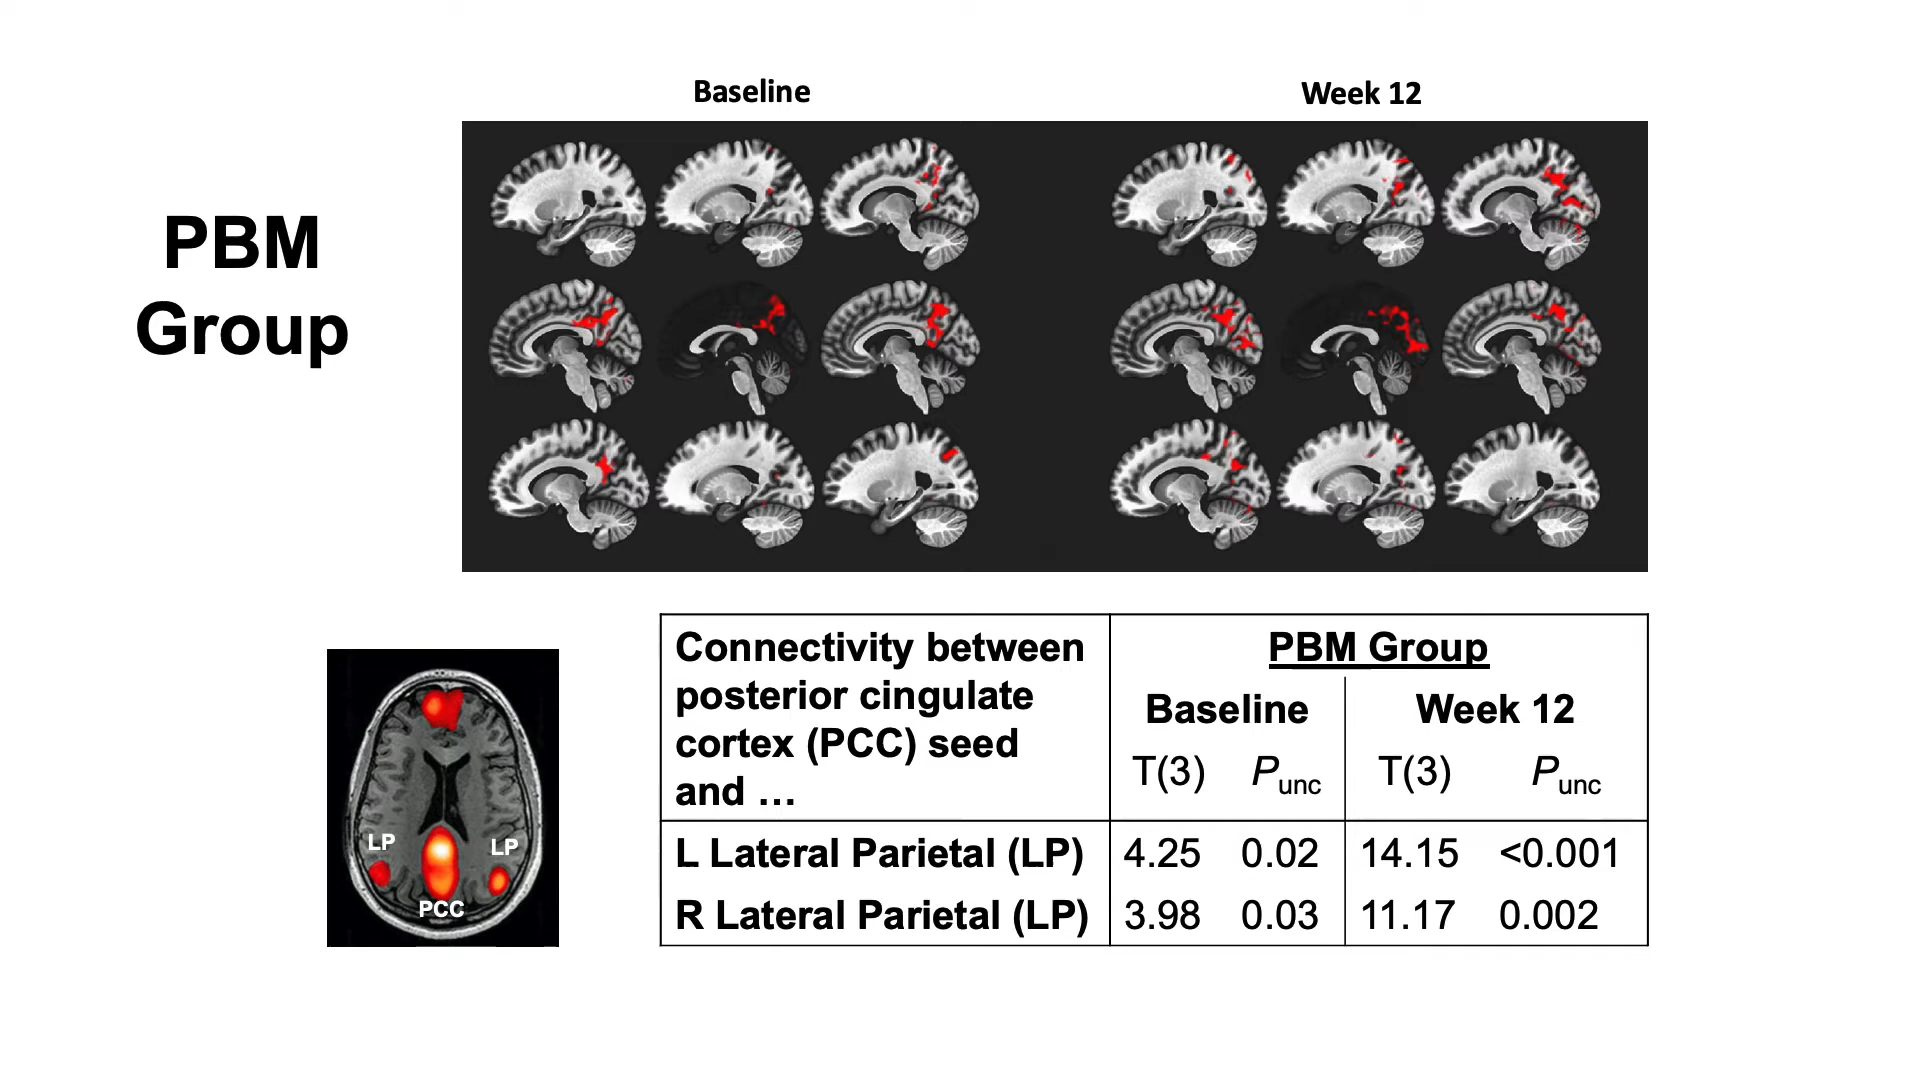 Baseline
Week 12
PBM
Group
LP
LP
PCC
Connectivity between
posterior cingulate
cortex (PCC) seed
and …
PBM Group
Baseline Week 12
T(3) Punc T(3) Punc
L Lateral Parietal (LP) 4.25 0.02 14.15 <0.001
R Lateral Parietal (LP) 3.98 0.03 11.17 0.002